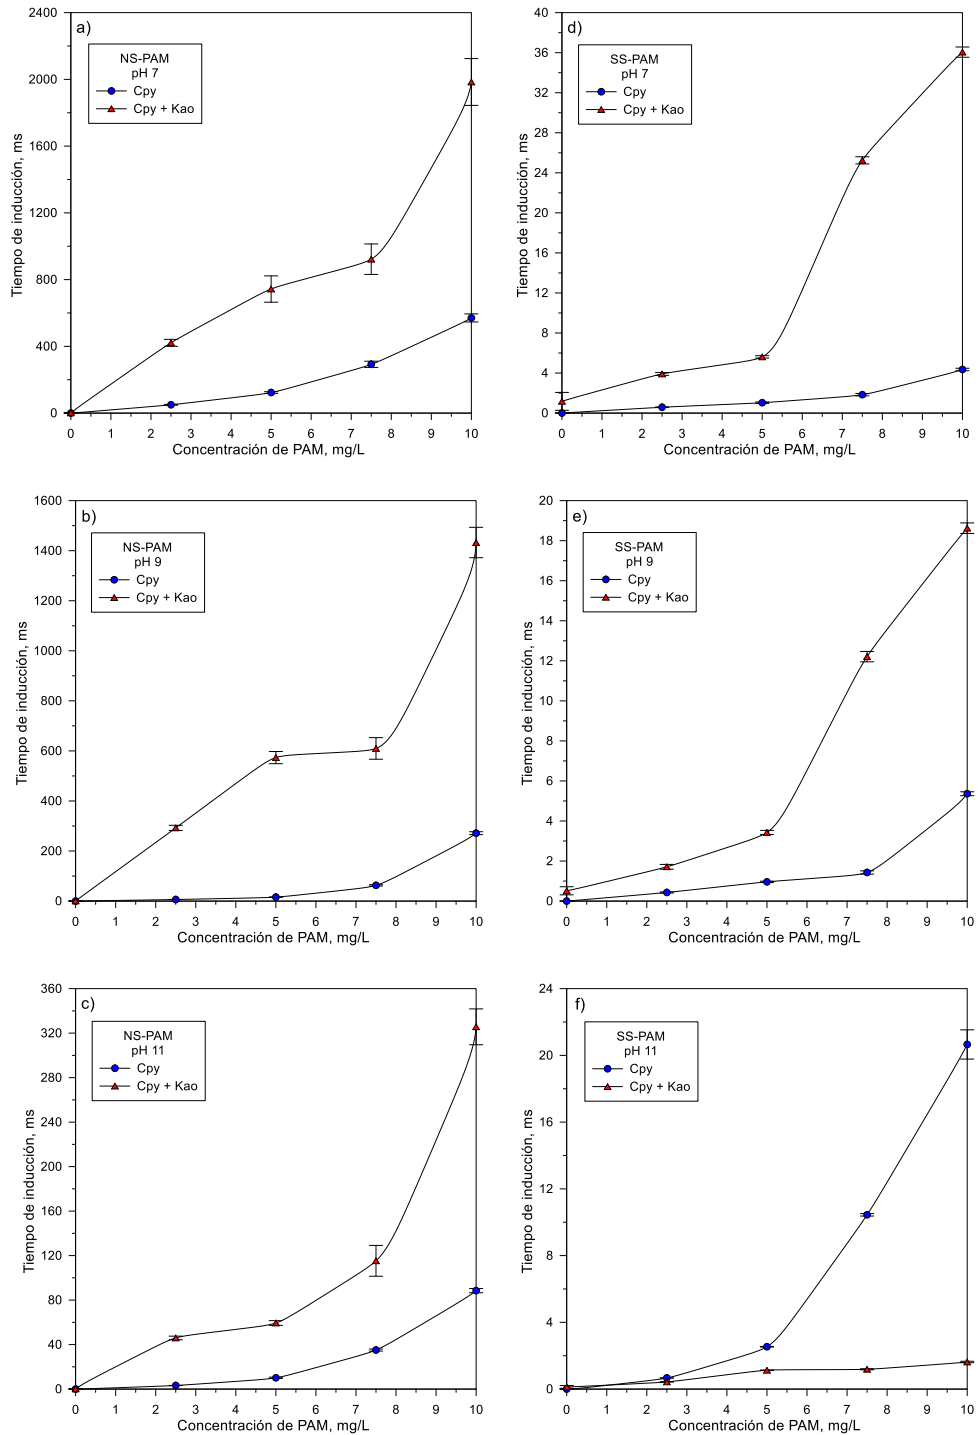 a)
NS-PAM
pH 7
Cpy
Cpy + Kao
2400
2000
1600
1200
800
400
0
0 1 2 3 4 5 6 7 8 9 10
Tiempo de inducción, ms
Concentración de PAM, mg/L
d)
SS-PAM
pH 7
Cpy
Cpy + Kao
40
36
32
28
24
20
16
12
8
4
0
0 1 2 3 4 5 6 7 8 9 10
Tiempo de inducción, ms
Concentración de PAM, mg/L
b)
NS-PAM
pH 9
Cpy
Cpy + Kao
1600
1400
1200
1000
800
600
400
200
0
0 1 2 3 4 5 6 7 8 9 10
Tiempo de inducción, ms
Concentración de PAM, mg/L
e)
SS-PAM
pH 9
Cpy
Cpy + Kao
20
18
16
14
12
10
8
6
4
2
0
0 1 2 3 4 5 6 7 8 9 10
Tiempo de inducción, ms
Concentración de PAM, mg/L
c)
NS-PAM
pH 11
Cpy
Cpy + Kao
360
320
280
240
200
160
120
80
40
0
0 1 2 3 4 5 6 7 8 9 10
Tiempo de inducción, ms
Concentración de PAM, mg/L
f)
SS-PAM
pH 11
Cpy
Cpy + Kao
24
20
16
12
8
4
0
0 1 2 3 4 5 6 7 8 9 10
Tiempo de inducción, ms
Concentración de PAM, mg/L